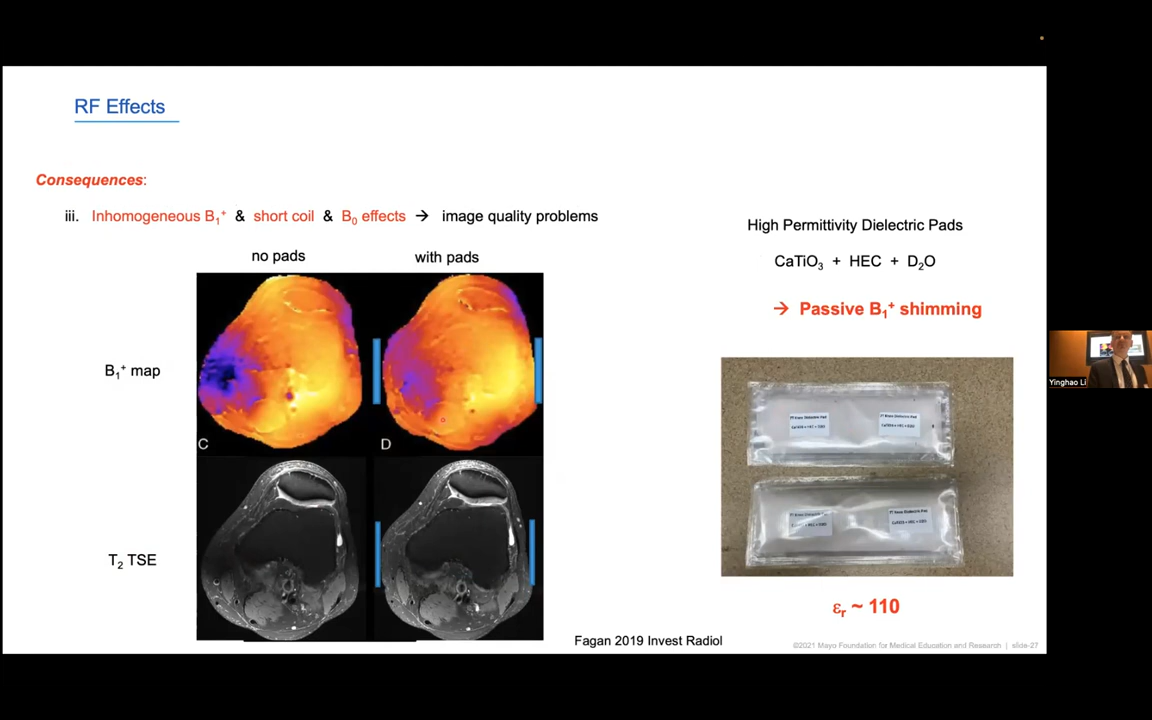 RF Effects
Consequences:
iii. Inhomogeneous B₁⁺ & short coil & B₀ effects → image quality problems
no pads
with pads
B₁⁺ map
C
D
T₂ TSE
Fagan 2019 Invest Radiol
High Permittivity Dielectric Pads
CaTiO₃ + HEC + D₂O
→ Passive B₁⁺ shimming
εᵣ ~ 110
©2021 Mayo Foundation for Medical Education and Research | slide-27
Yinghao Li